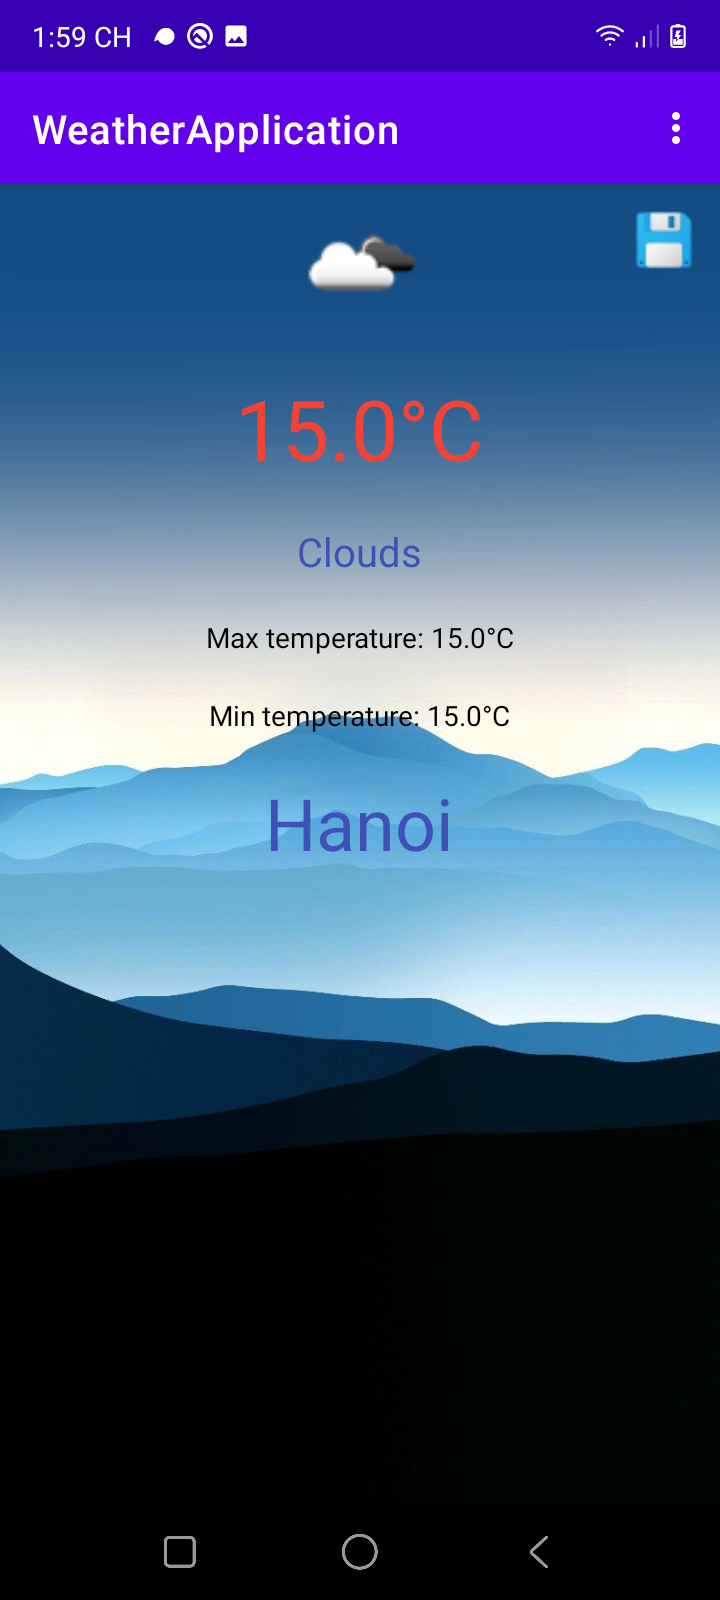 1:59 CH
WeatherApplication
15.0°C
Clouds
Max temperature: 15.0°C
Min temperature: 15.0°C
Hanoi